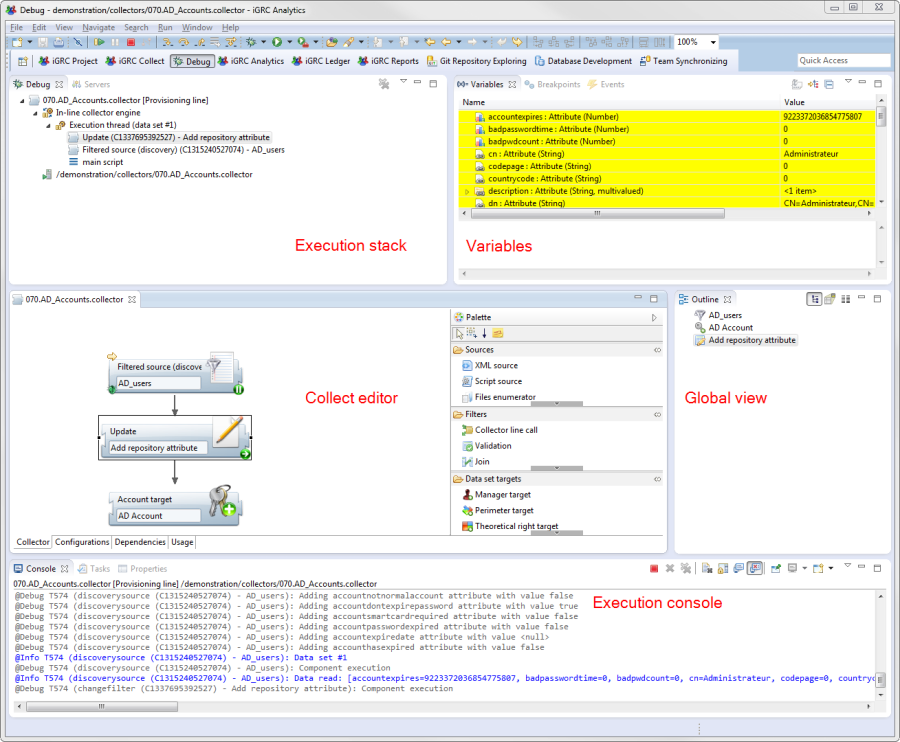 Debug - demonstration/collectors/070.AD_Accounts.collector - iGRC Analytics
File Edit View Navigate Search Run Window Help
100%
iGRC Project iGRC Collect Debug iGRC Analytics iGRC Ledger iGRC Reports Git Repository Exploring Database Development Team Synchronizing Quick Access
Debug Servers
070.AD_Accounts.collector [Provisioning line]
In-line collector engine
Execution thread (data set #1)
Update (C1337695392527) - Add repository attribute
Filtered source (discovery) (C1315240527074) - AD_users
main script
/demonstration/collectors/070.AD_Accounts.collector
Execution stack
Variables Breakpoints Events
Name Value
accountexpires : Attribute (Number) 9223372036854775807
badpasswordtime : Attribute (Number) 0
badpwdcount : Attribute (Number) 0
cn : Attribute (String) Administrateur
codepage : Attribute (String) 0
countrycode : Attribute (String) 0
description : Attribute (String, multivalued) <1 item>
dn : Attribute (String) CN=Administrateur,CN=
Variables
070.AD_Accounts.collector
Filtered source (discove
AD_users
Update
Add repository attribute
Account target
AD Account
Collect editor
Palette
Sources
XML source
Script source
Files enumerator
Filters
Collector line call
Validation
Join
Data set targets
Manager target
Perimeter target
Theoretical right target
Collector Configurations Dependencies Usage
Outline
AD_users
AD Account
Add repository attribute
Global view
Console Tasks Properties
070.AD_Accounts.collector [Provisioning line] /demonstration/collectors/070.AD_Accounts.collector
@Debug T574 (discoverysource (C1315240527074) - AD_users): Adding accountnotnormalaccount attribute with value false
@Debug T574 (discoverysource (C1315240527074) - AD_users): Adding accountdontexpirepassword attribute with value true
@Debug T574 (discoverysource (C1315240527074) - AD_users): Adding accountsmartcardrequired attribute with value false
@Debug T574 (discoverysource (C1315240527074) - AD_users): Adding accountpasswordexpired attribute with value false
@Debug T574 (discoverysource (C1315240527074) - AD_users): Adding accountexpiredate attribute with value <null>
@Debug T574 (discoverysource (C1315240527074) - AD_users): Adding accounthasexpired attribute with value false
@Info T574 (discoverysource (C1315240527074) - AD_users): Data set #1
@Debug T574 (discoverysource (C1315240527074) - AD_users): Component execution
@Info T574 (discoverysource (C1315240527074) - AD_users): Data read: [accountexpires=9223372036854775807, badpasswordtime=0, badpwdcount=0, cn=Administrateur, codepage=0, countryc
@Debug T574 (changefilter (C1337695392527) - Add repository attribute): Component execution
Execution console